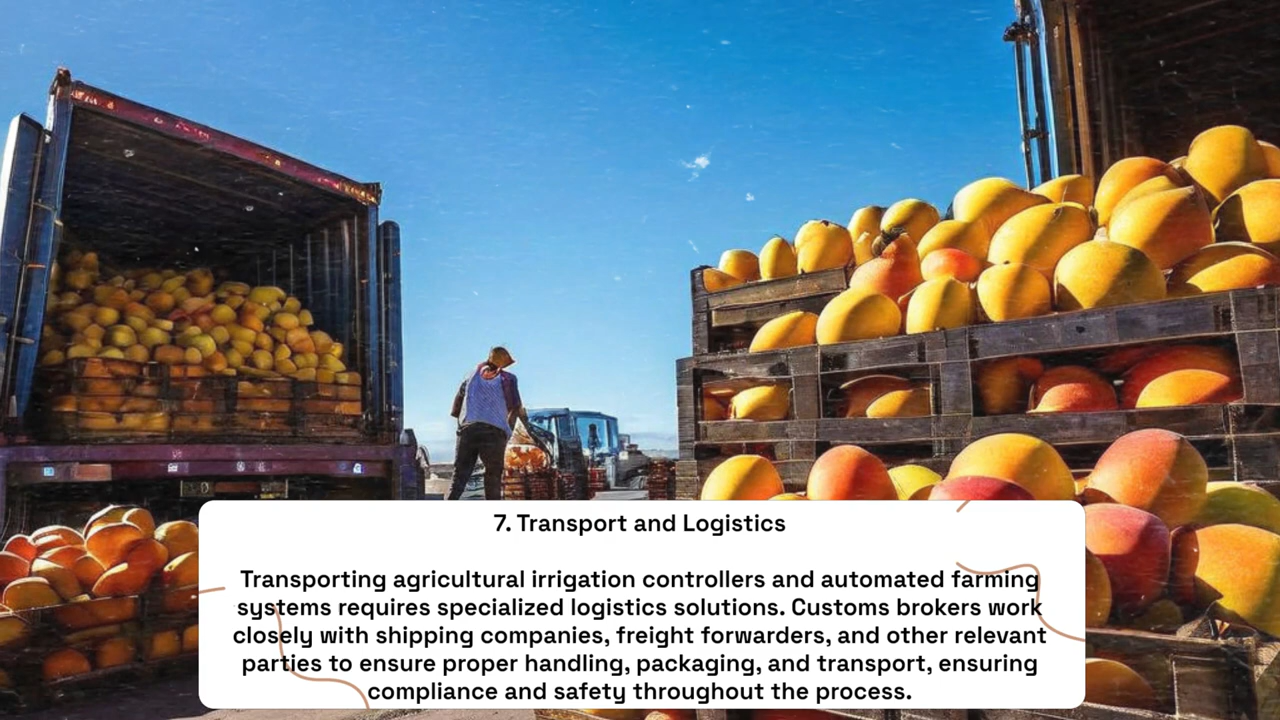 7. Transport and Logistics
Transporting agricultural irrigation controllers and automated farming
systems requires specialized logistics solutions. Customs brokers work
closely with shipping companies, freight forwarders, and other relevant
parties to ensure proper handling, packaging, and transport, ensuring
compliance and safety throughout the process.